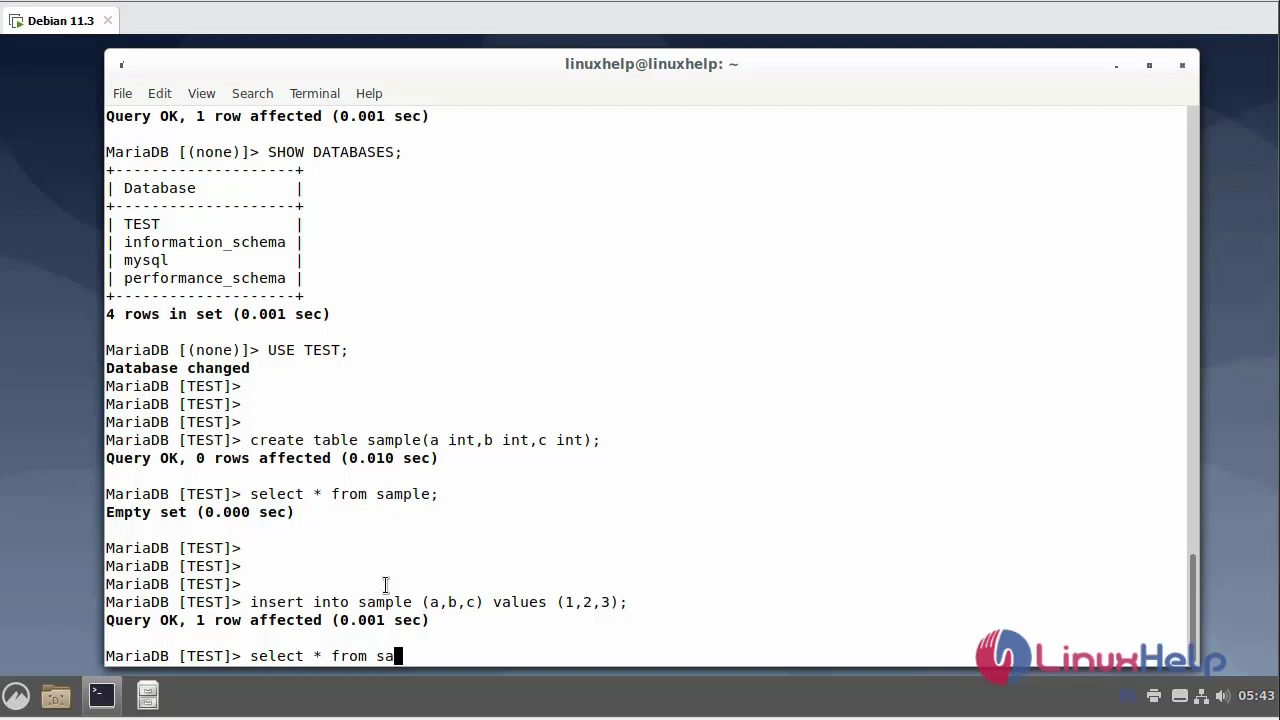 Debian 11.3
linuxhelp@linuxhelp: ~
File Edit View Search Terminal Help
Query OK, 1 row affected (0.001 sec)
MariaDB [(none)]> SHOW DATABASES;
+--------------------+
| Database           |
+--------------------+
| TEST               |
| information_schema |
| mysql              |
| performance_schema |
+--------------------+
4 rows in set (0.001 sec)
MariaDB [(none)]> USE TEST;
Database changed
MariaDB [TEST]>
MariaDB [TEST]>
MariaDB [TEST]>
MariaDB [TEST]> create table sample(a int,b int,c int);
Query OK, 0 rows affected (0.010 sec)
MariaDB [TEST]> select * from sample;
Empty set (0.000 sec)
MariaDB [TEST]>
MariaDB [TEST]>
MariaDB [TEST]>
MariaDB [TEST]> insert into sample (a,b,c) values (1,2,3);
Query OK, 1 row affected (0.001 sec)
MariaDB [TEST]> select * from sa
LinuxHelp
05:43